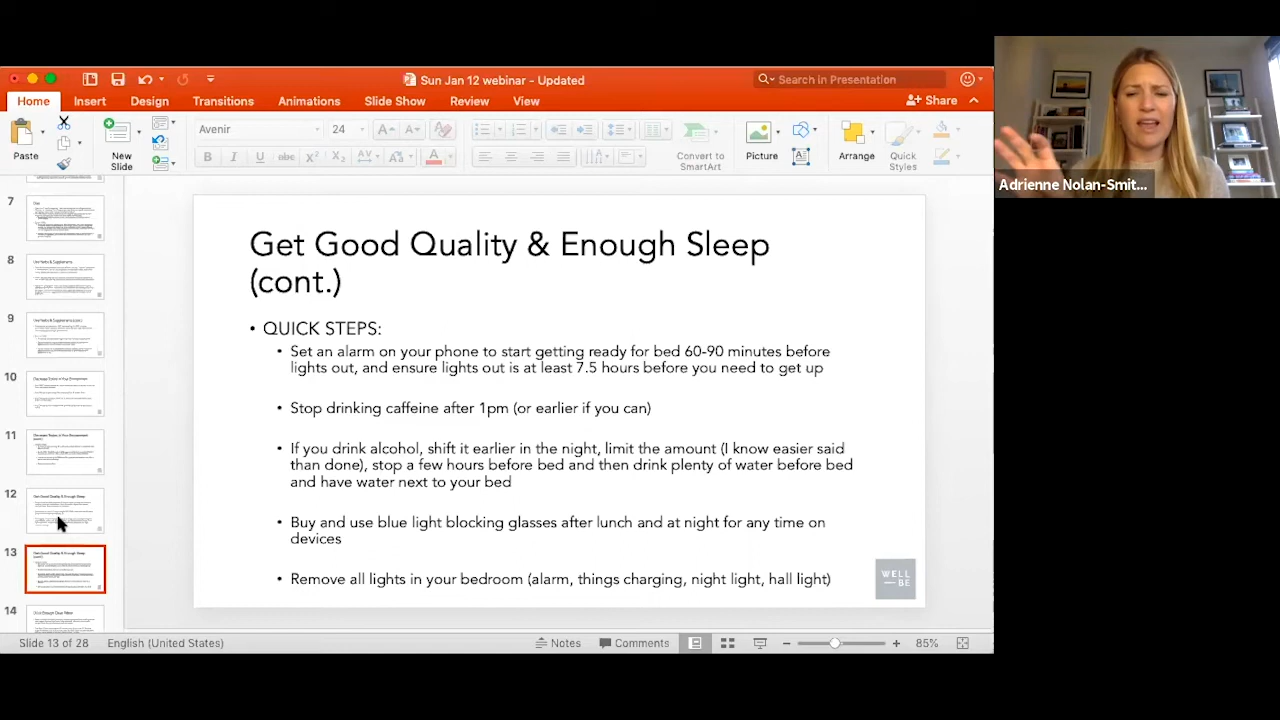 Sun Jan 12 webinar - Updated
Search in Presentation
Home Insert Design Transitions Animations Slide Show Review View
Share
Paste
New Slide
Avenir 24
Convert to SmartArt
Picture
Arrange
Quick Styles
Adrienne Nolan-Smit...
7
8
9
10
11
12
13
14
Get Good Quality & Enough Sleep
(cont.)
• QUICK STEPS:
• Set an alarm on your phone to start getting ready for bed 60-90 minutes before
lights out, and ensure lights out is at least 7.5 hours before you need to get up
• Stop drinking caffeine after 1pm (or earlier if you can)
• If you drink alcohol, shift it earlier in the night, limit the amount (I know easier said
than done), stop a few hours before bed and then drink plenty of water before bed
and have water next to your bed
• Buy and use blue light blocking glasses after lunch and at night for any time on
devices
• Remove all lights in your bedroom (alarm, things charging, night light, hall light)
WELL
BE
Slide 13 of 28 English (United States) Notes Comments 85%